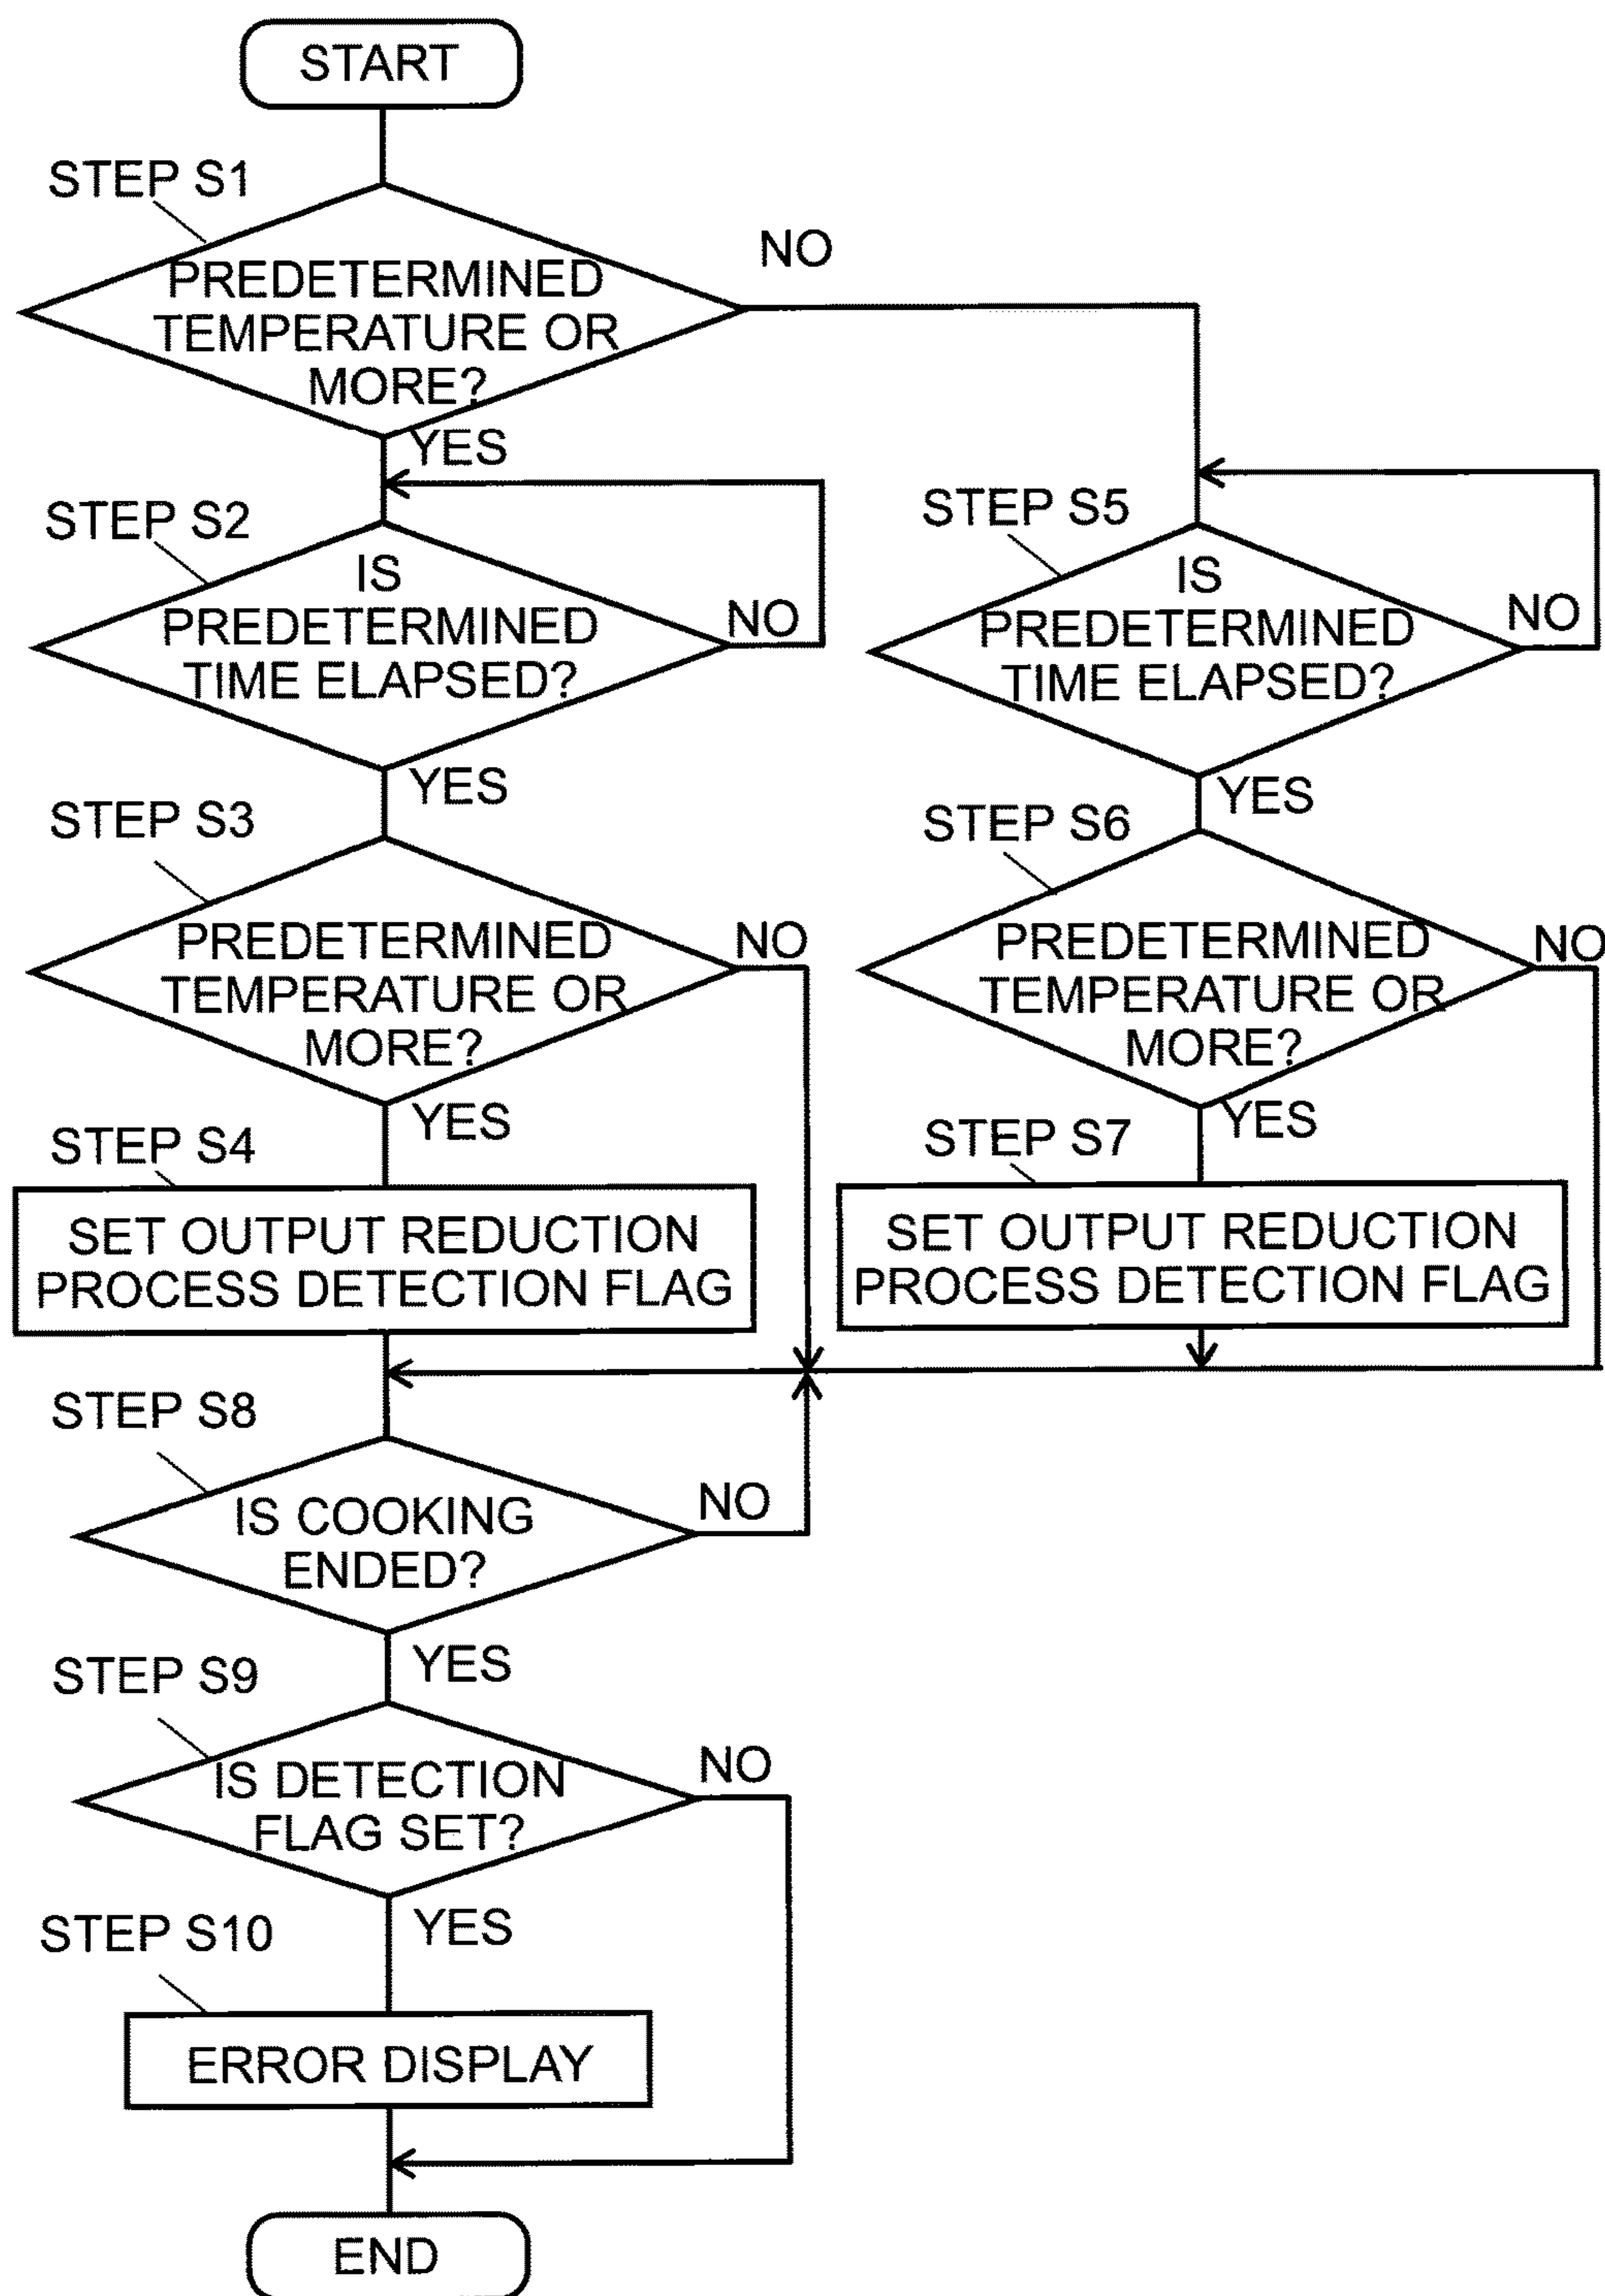 START
STEP S1
NO
PREDETERMINED
TEMPERATURE OR
MORE?
YES
STEP S2
IS
PREDETERMINED
TIME ELAPSED?
NO
YES
STEP S5
IS
PREDETERMINED
TIME ELAPSED?
NO
YES
STEP S3
PREDETERMINED
TEMPERATURE OR
MORE?
NO
YES
STEP S6
PREDETERMINED
TEMPERATURE OR
MORE?
NO
YES
STEP S4
SET OUTPUT REDUCTION
PROCESS DETECTION FLAG
STEP S7
SET OUTPUT REDUCTION
PROCESS DETECTION FLAG
STEP S8
IS COOKING
ENDED?
NO
YES
STEP S9
IS DETECTION
FLAG SET?
NO
YES
STEP S10
ERROR DISPLAY
END